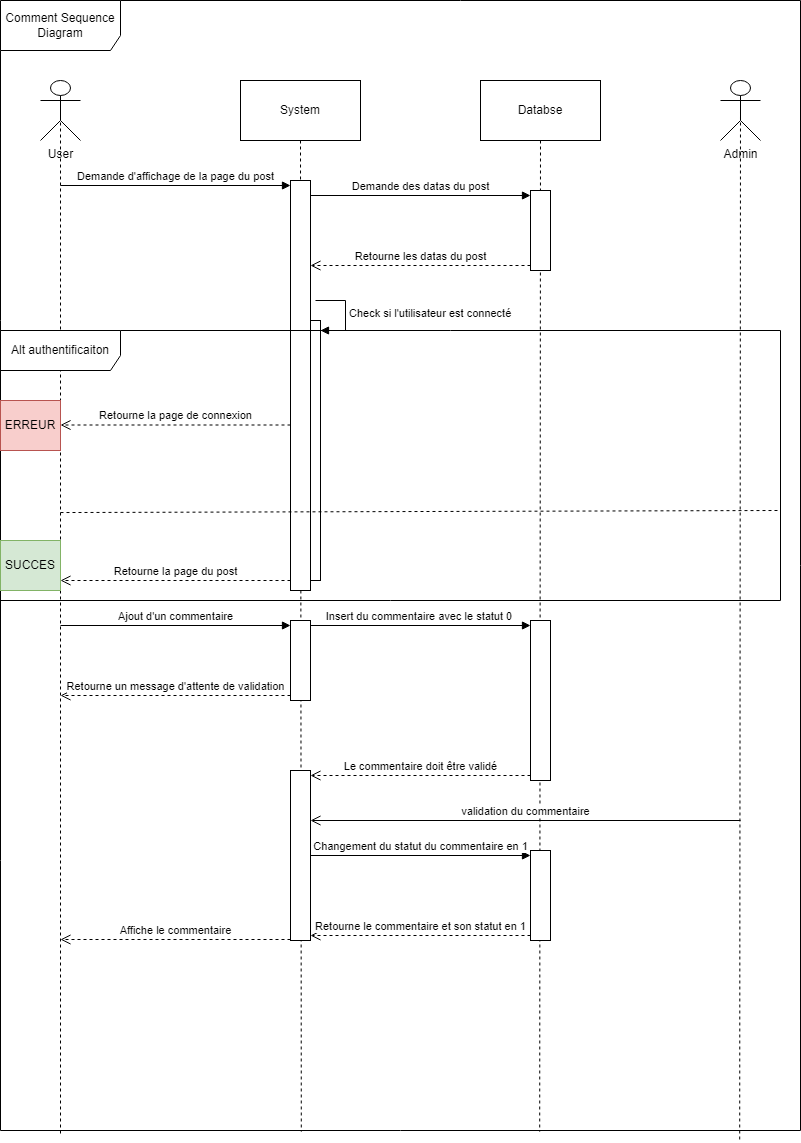 Comment Sequence
Diagram
System
Databse
User
Admin
Demande d'affichage de la page du post
Demande des datas du post
Retourne les datas du post
Check si l'utilisateur est connecté
Alt authentificaiton
Retourne la page de connexion
ERREUR
SUCCES
Retourne la page du post
Ajout d'un commentaire
Insert du commentaire avec le statut 0
Retourne un message d'attente de validation
Le commentaire doit être validé
validation du commentaire
Changement du statut du commentaire en 1
Retourne le commentaire et son statut en 1
Affiche le commentaire